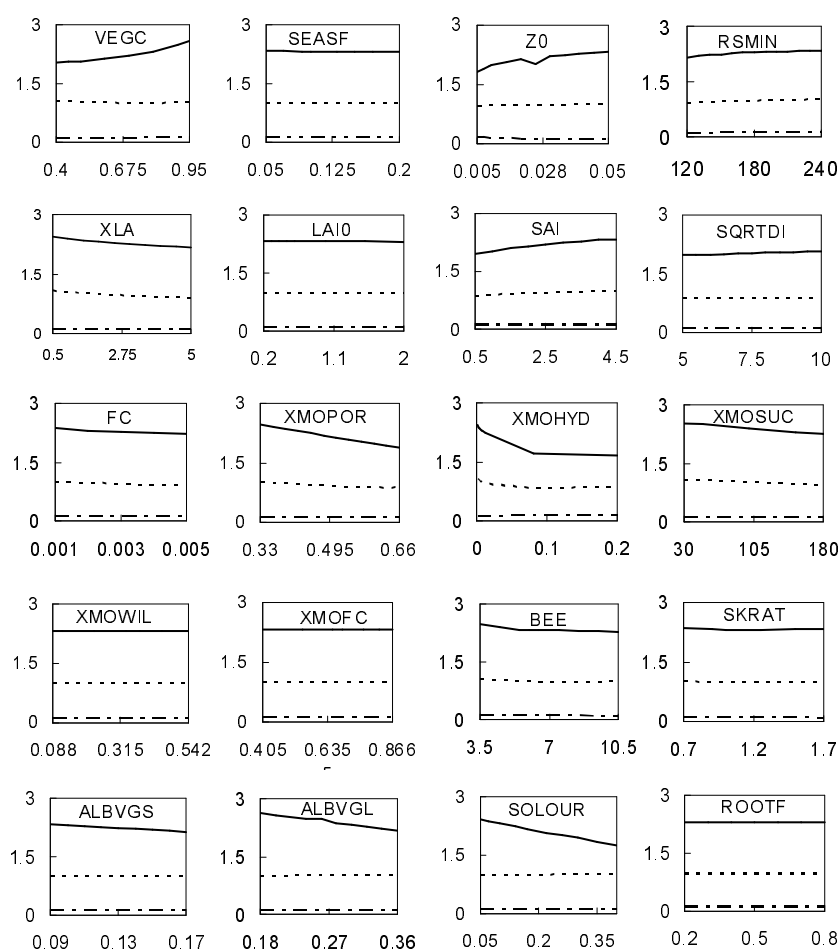 3 VEGC 3 SEASF 3 Z0 3 RSMIN
1.5 1.5 1.5 1.5
0 0 0 0
0.4 0.675 0.95 0.05 0.125 0.2 0.005 0.028 0.05 120 180 240
3 XLA 3 LAI0 3 SAI 3 SQRTDI
1.5 1.5 1.5 1.5
0 0 0 0
0.5 2.75 5 0.2 1.1 2 0.5 2.5 4.5 5 7.5 10
3 FC 3 XMOPOR 3 XMOHYD 3 XMOSUC
1.5 1.5 1.5 1.5
0 0 0 0
0.001 0.003 0.005 0.33 0.495 0.66 0 0.1 0.2 30 105 180
3 XMOWIL 3 XMOFC 3 BEE 3 SKRAT
1.5 1.5 1.5 1.5
0 0 0 0
0.088 0.315 0.542 0.405 0.635 0.866 3.5 7 10.5 0.7 1.2 1.7
3 ALBVGS 3 ALBVGL 3 SOLOUR 3 ROOTF
1.5 1.5 1.5 1.5
0 0 0 0
0.09 0.13 0.17 0.18 0.27 0.36 0.05 0.2 0.35 0.2 0.5 0.8